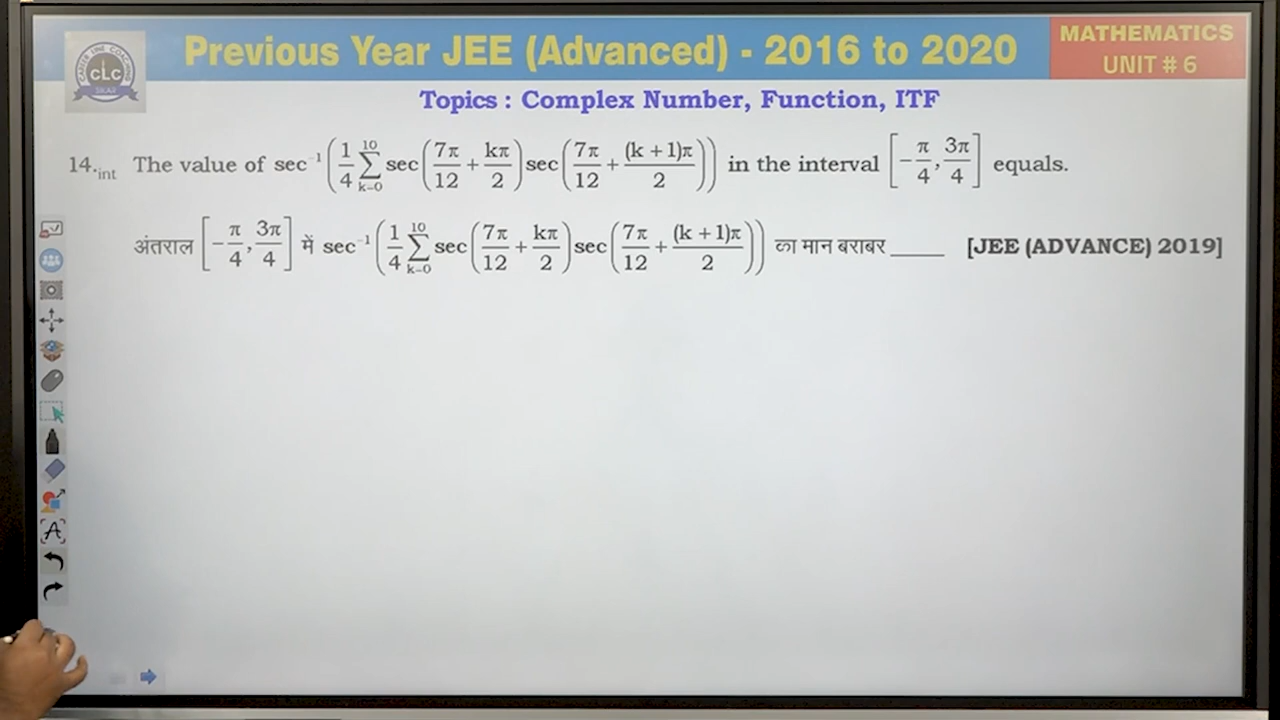 Previous Year JEE (Advanced) - 2016 to 2020
MATHEMATICS
UNIT # 6
CLC
SIKAR
Topics : Complex Number, Function, ITF
14.int The value of sec⁻¹(1/4 ∑_{k=0}^{10} sec(7π/12 + kπ/2) sec(7π/12 + (k+1)π/2)) in the interval [-π/4, 3π/4] equals.
अंतराल [-π/4, 3π/4] में sec⁻¹(1/4 ∑_{k=0}^{10} sec(7π/12 + kπ/2) sec(7π/12 + (k+1)π/2)) का मान बराबर _____ [JEE (ADVANCE) 2019]
A